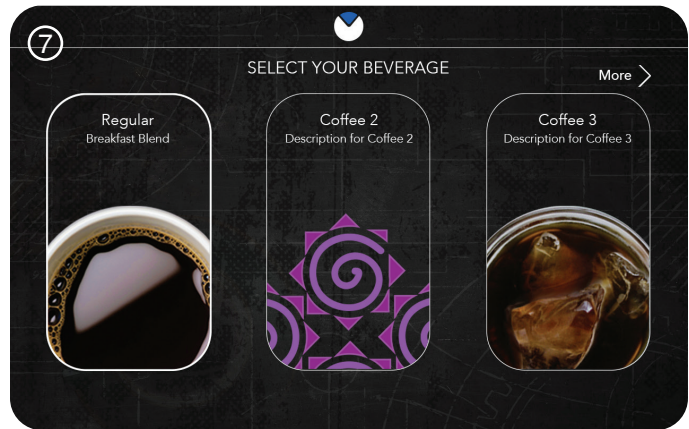 7
SELECT YOUR BEVERAGE
More
Regular
Breakfast Blend
Coffee 2
Description for Coffee 2
Coffee 3
Description for Coffee 3